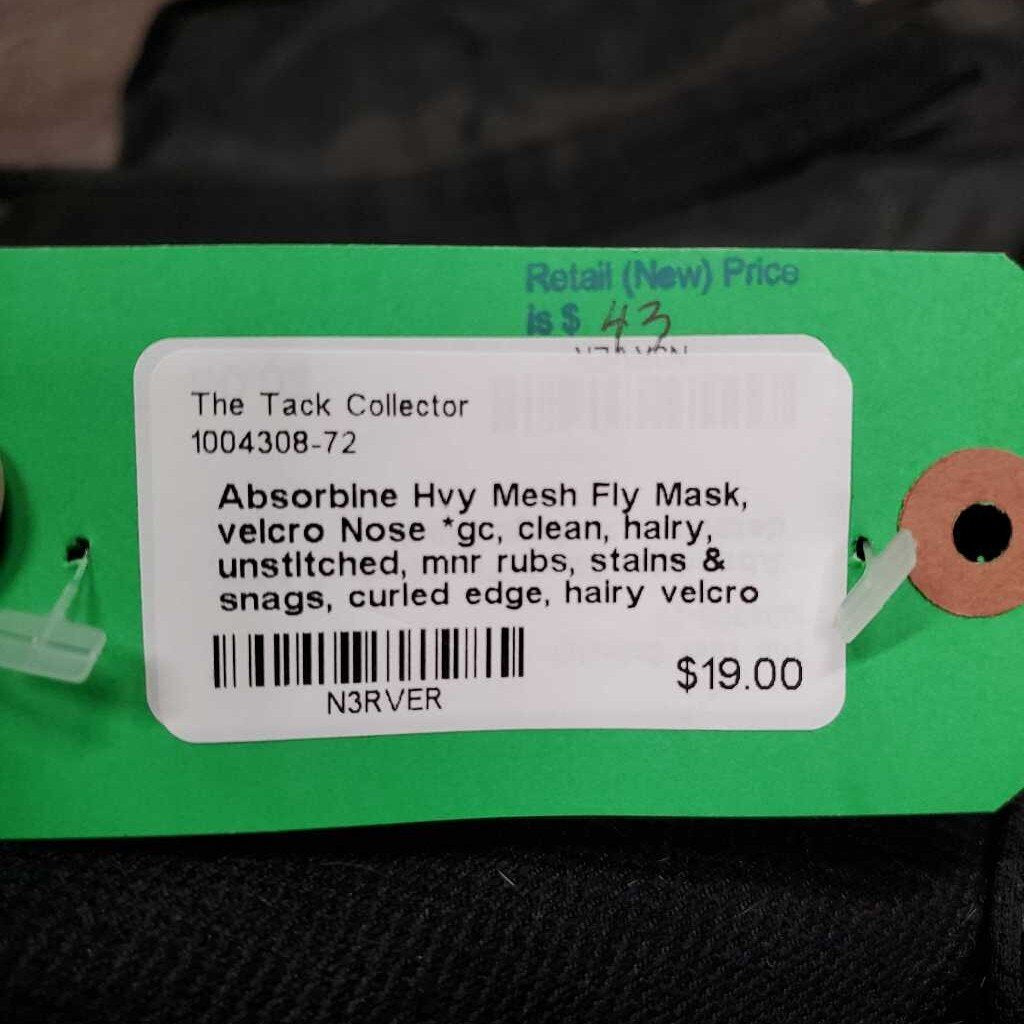 Retail (New) Price
is $ 43
The Tack Collector
1004308-72
Absorbine Hvy Mesh Fly Mask,
velcro Nose *gc, clean, hairy,
unstitched, mnr rubs, stains &
snags, curled edge, hairy velcro
N3RVER
$19.00